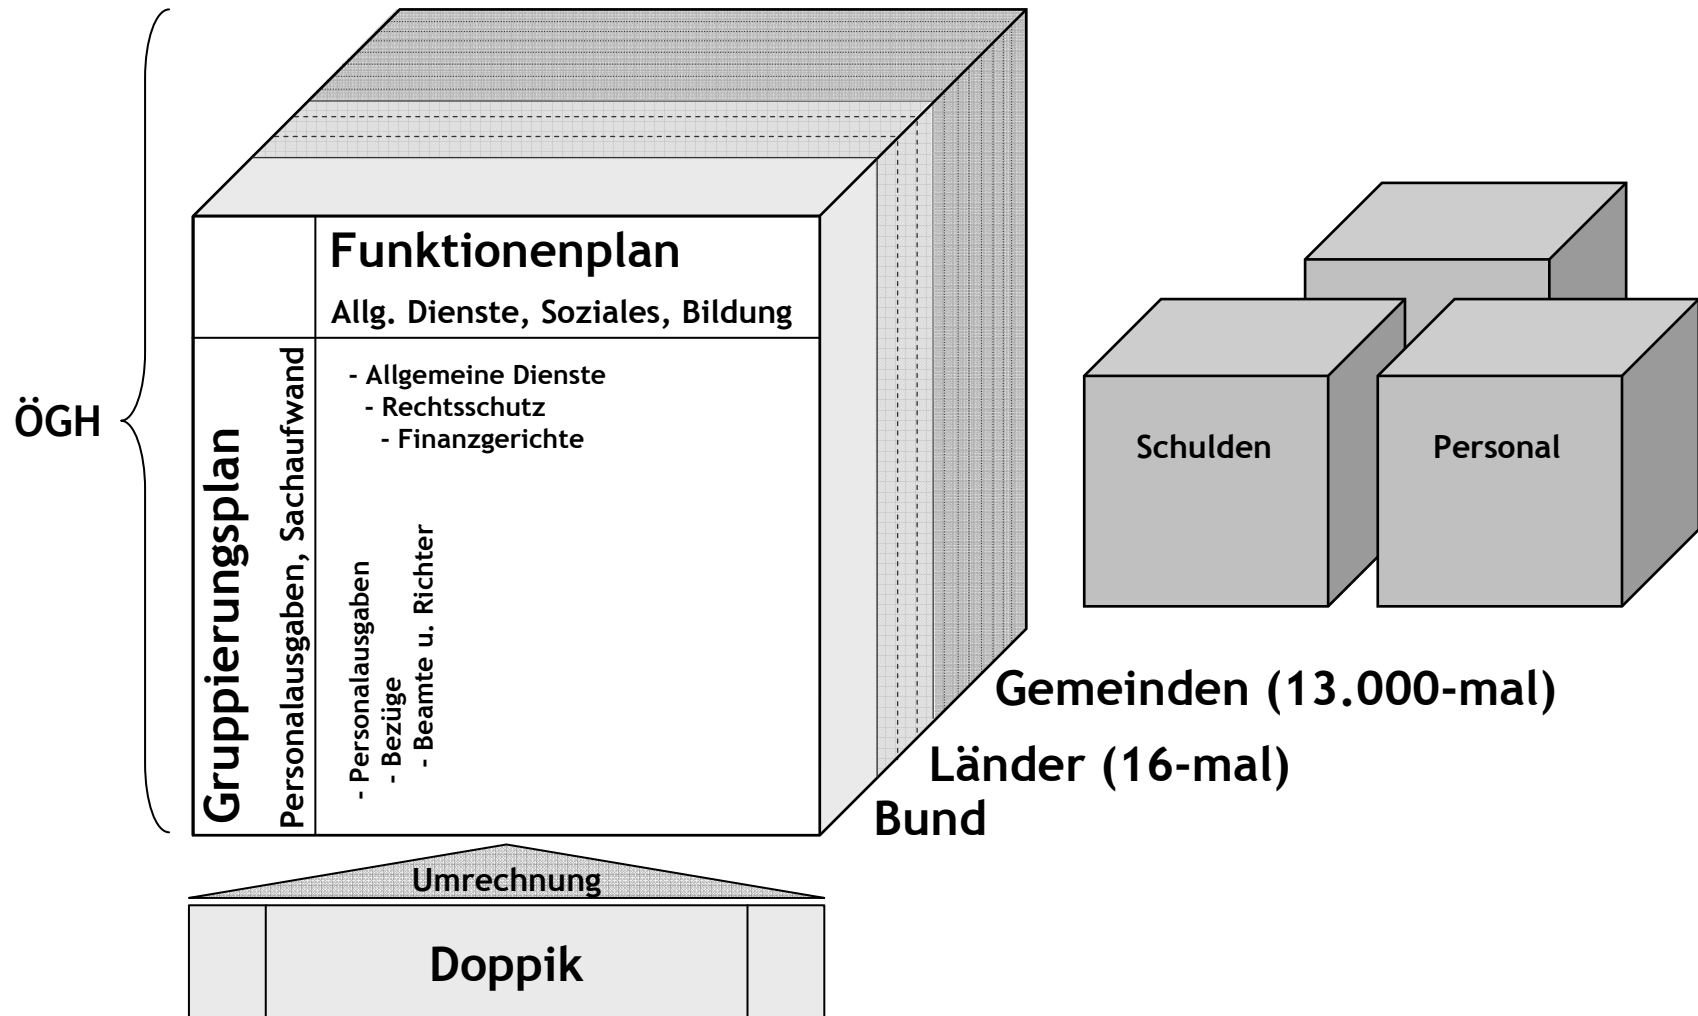 ÖGH
Funktionenplan
Allg. Dienste, Soziales, Bildung
Gruppierungsplan
Personalausgaben, Sachaufwand
- Allgemeine Dienste
- Rechtsschutz
- Finanzgerichte
- Personalausgaben
- Bezüge
- Beamte u. Richter
Schulden
Personal
Gemeinden (13.000-mal)
Länder (16-mal)
Bund
Umrechnung
Doppik